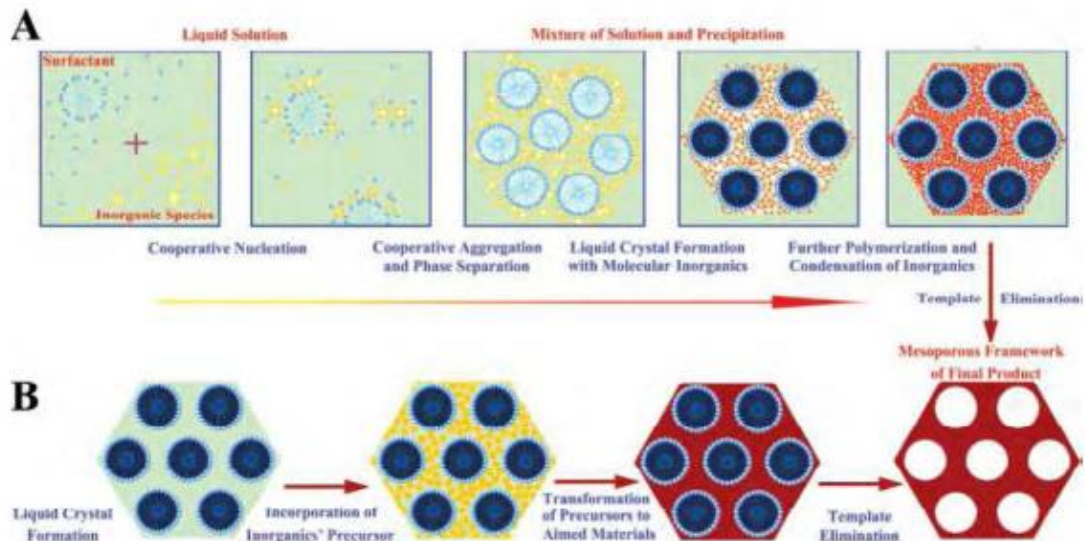 A
Liquid Solution
Mixture of Solution and Precipitation
Surfactant
Inorganic Species
Cooperative Nucleation
Cooperative Aggregation
and Phase Separation
Liquid Crystal Formation
with Molecular Inorganics
Further Polymerization and
Condensation of Inorganics
Template Elimination
Mesoporous Framework
of Final Product
B
Liquid Crystal
Formation
Incorporation of
Inorganics' Precursor
Transformation
of Precursors to
Aimed Materials
Template
Elimination